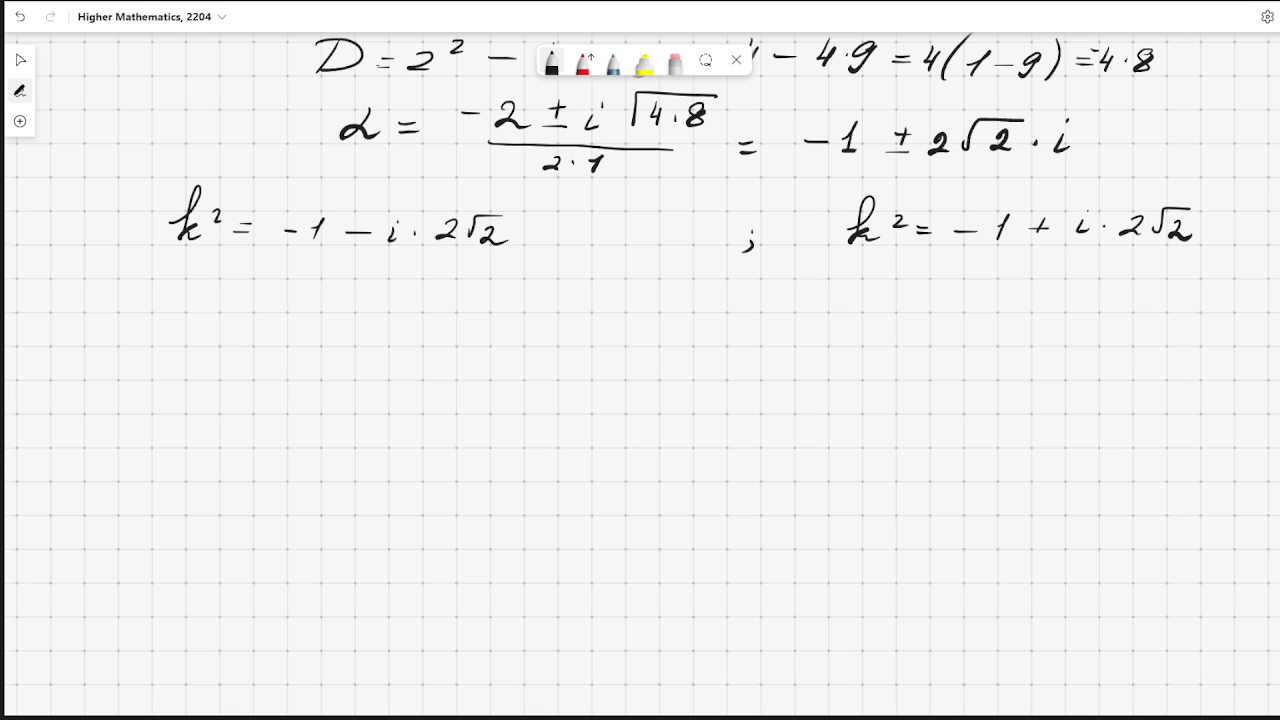 Higher Mathematics, 2204
D = 2² − − 4·9 = 4(1−9) = −4·8
α = (−2 ± i √(4·8)) / (2·1) = −1 ± 2√2 · i
k² = −1 − i · 2√2 ; k² = −1 + i · 2√2